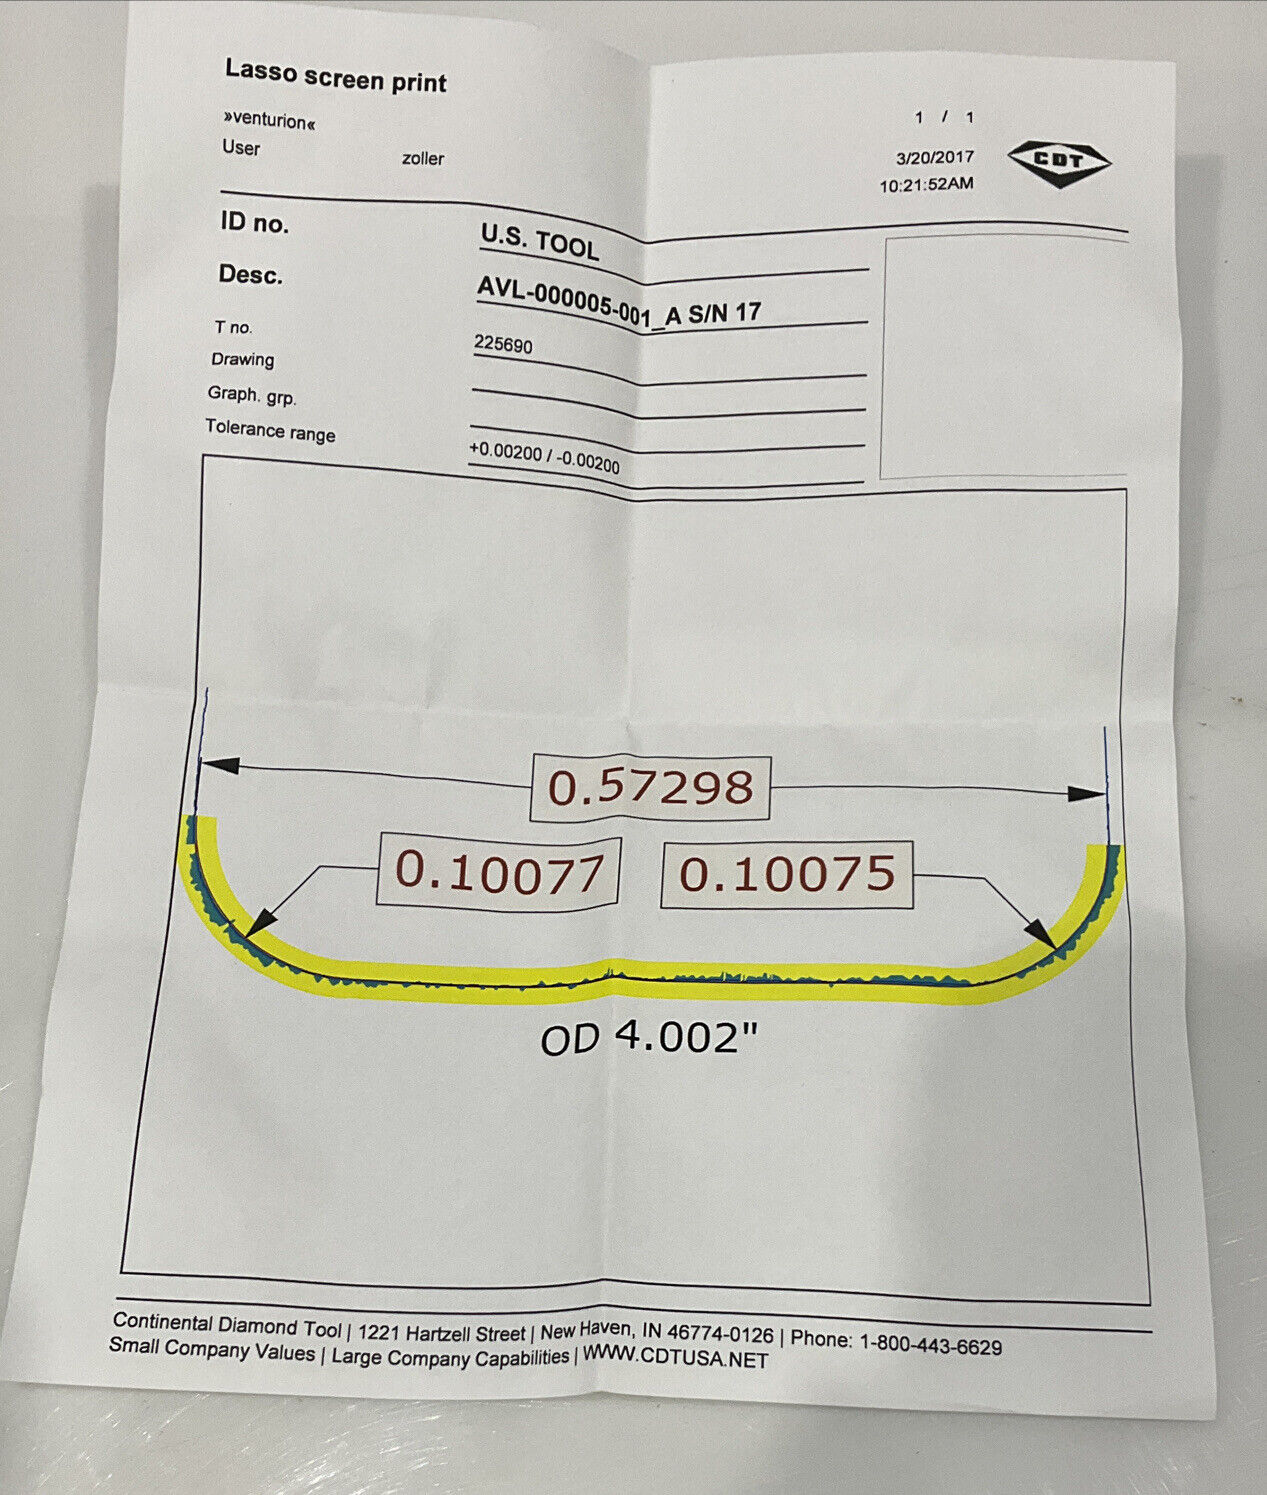 Lasso screen print
»venturion«
User zoller
1 / 1
3/20/2017
10:21:52AM
CDT
ID no. U.S. TOOL
Desc. AVL-000005-001_A S/N 17
T no. 225690
Drawing
Graph. grp.
Tolerance range +0.00200 / -0.00200
0.57298
0.10077 0.10075
OD 4.002"
Continental Diamond Tool | 1221 Hartzell Street | New Haven, IN 46774-0126 | Phone: 1-800-443-6629
Small Company Values | Large Company Capabilities | WWW.CDTUSA.NET